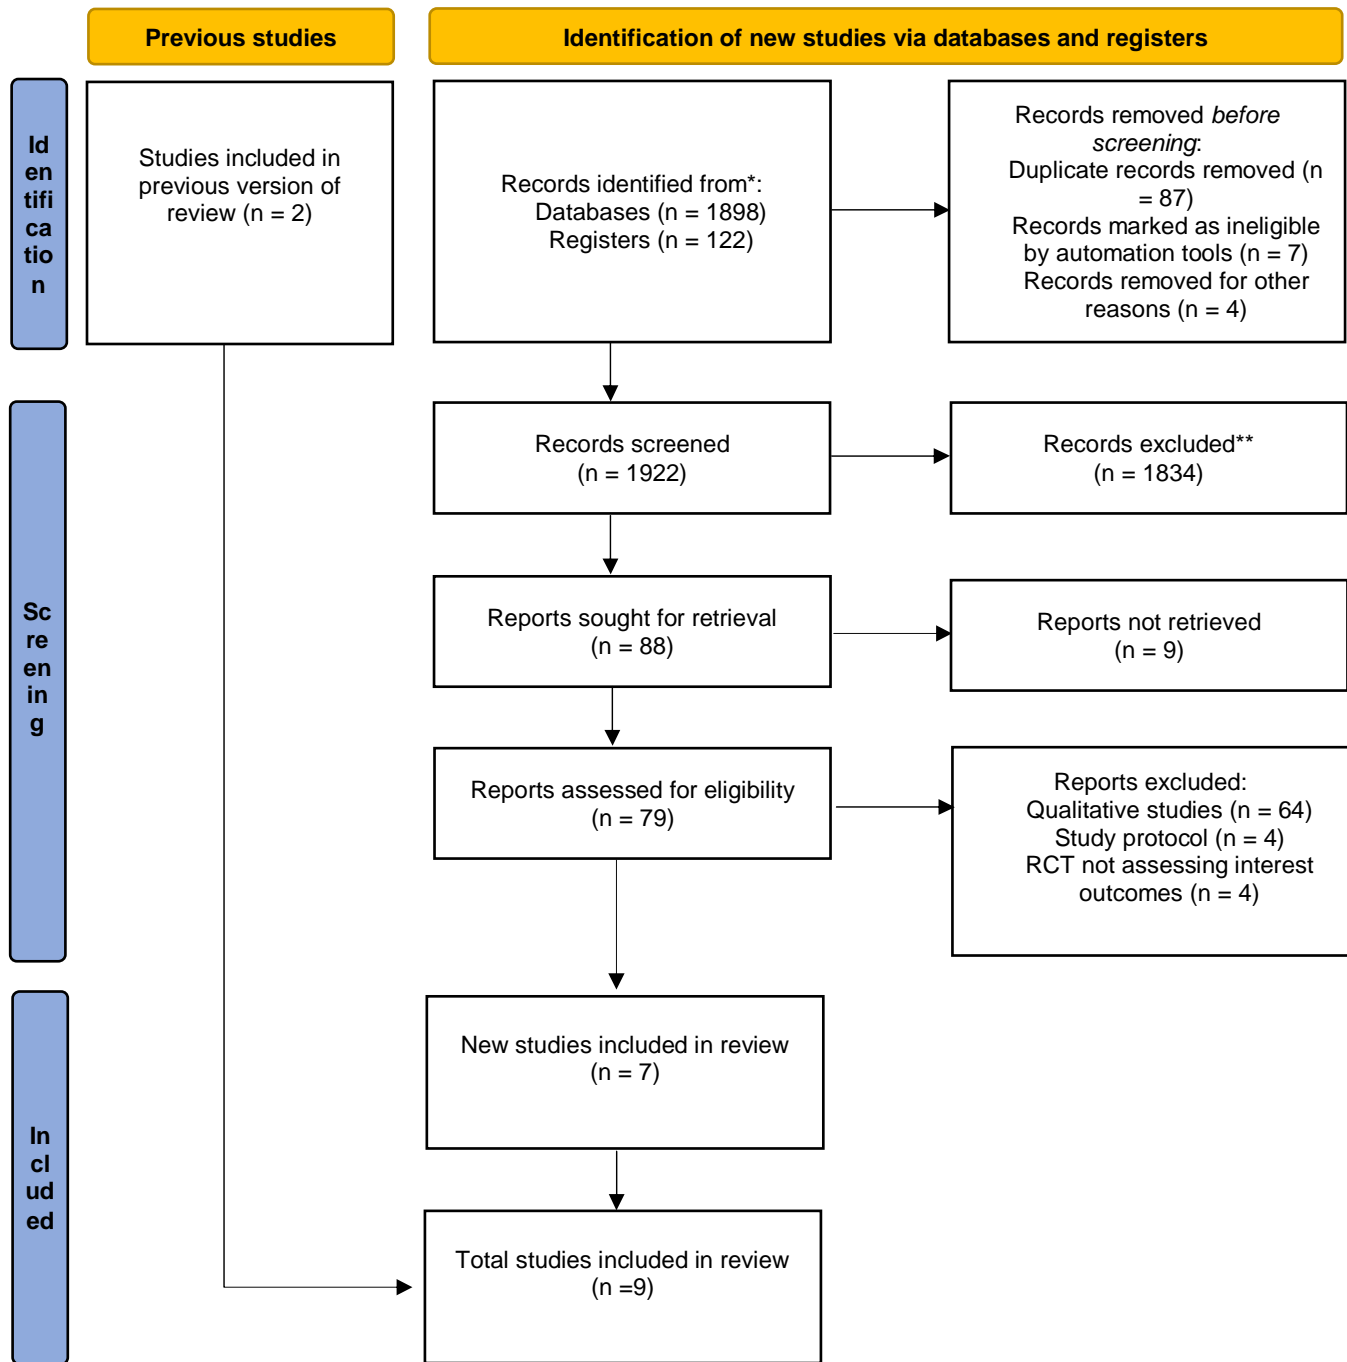 Previous studies
Identification of new studies via databases and registers
Id
en
tifi
ca
tio
n
Studies included in
previous version of
review (n = 2)
Records identified from*:
Databases (n = 1898)
Registers (n = 122)
Records removed before
screening:
Duplicate records removed (n
= 87)
Records marked as ineligible
by automation tools (n = 7)
Records removed for other
reasons (n = 4)
Sc
re
en
in
g
Records screened
(n = 1922)
Records excluded**
(n = 1834)
Reports sought for retrieval
(n = 88)
Reports not retrieved
(n = 9)
Reports assessed for eligibility
(n = 79)
Reports excluded:
Qualitative studies (n = 64)
Study protocol (n = 4)
RCT not assessing interest
outcomes (n = 4)
In
cl
ud
ed
New studies included in review
(n = 7)
Total studies included in review
(n =9)